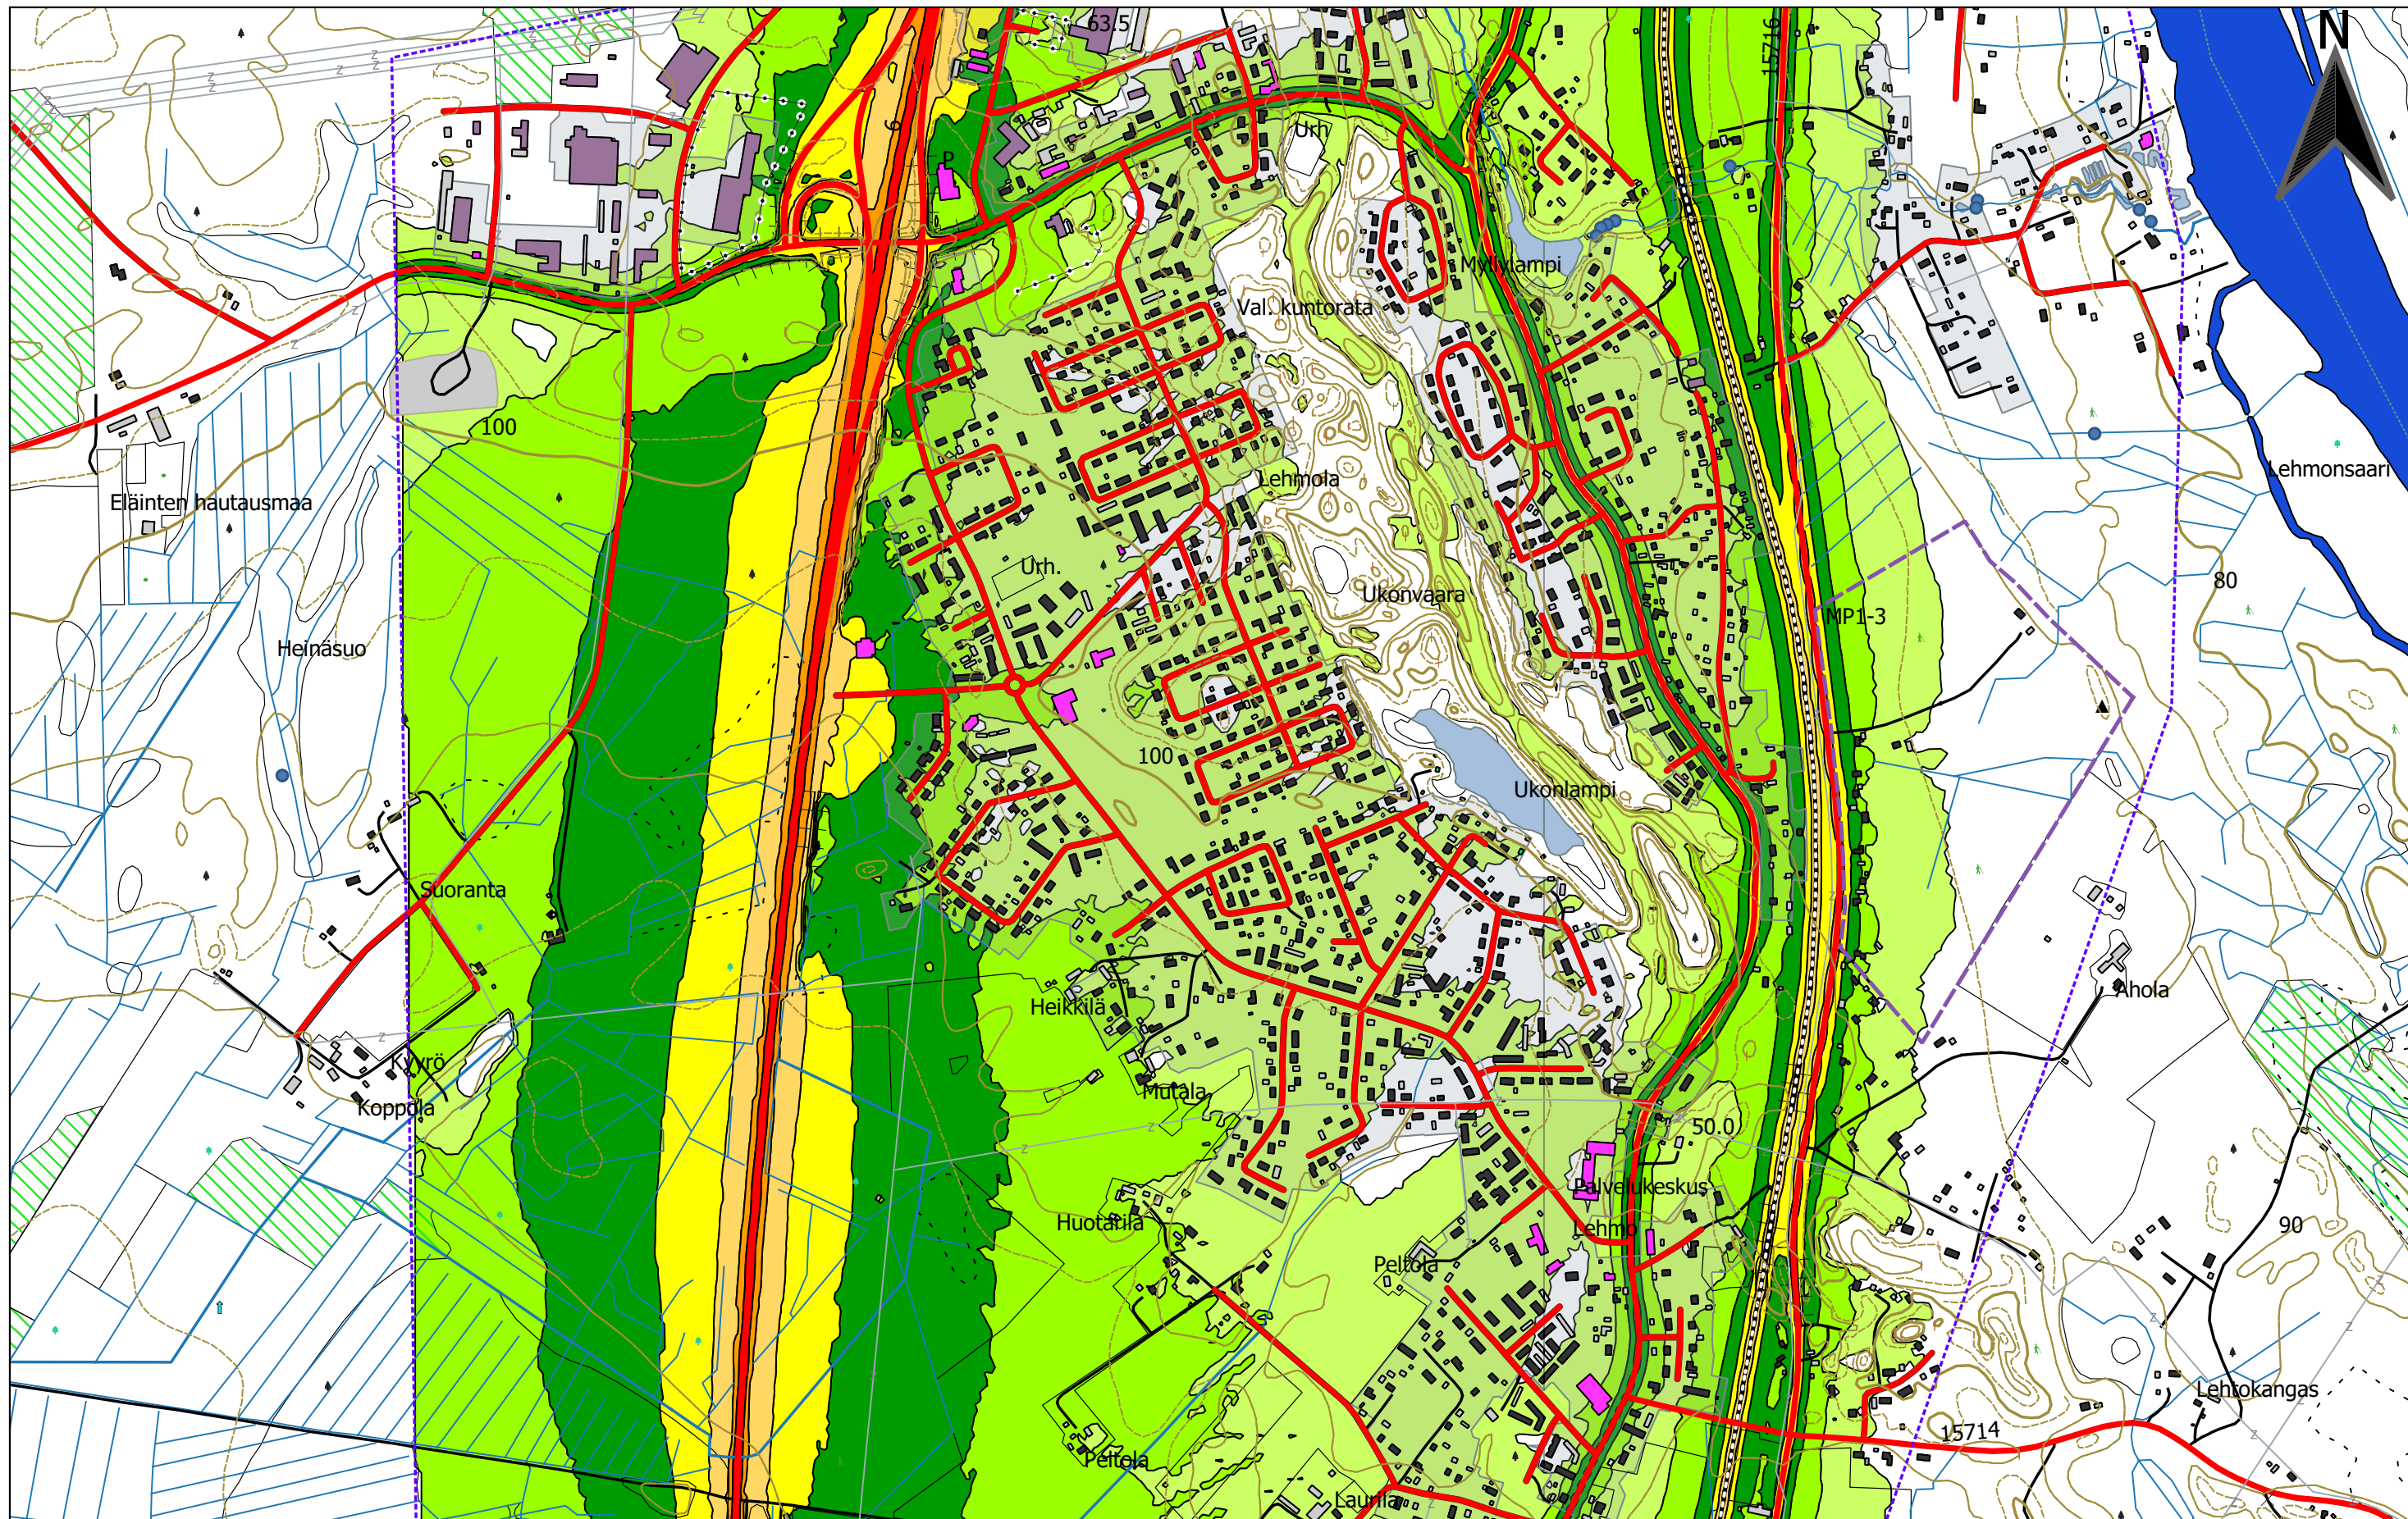 63.5
15716
N
6
P
Urh
Myllylampi
Val. kuntorata
100
Lehmonsaari
Lehmola
Eläinten hautausmaa
Urh.
80
Ukonvaara
MP1-3
Heinäsuo
100
Ukonlampi
Suoranta
Ahola
Heikkilä
Kyyrö
Mutala
Koppola
50.0
Palvelukeskus
Huotarila
Lehmo
90
Peltola
Lehtokangas
15714
Peltola
Laurila